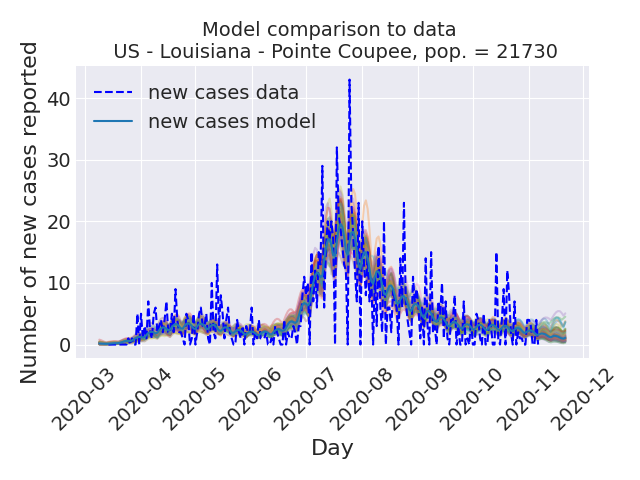 Model comparison to data
US - Louisiana - Pointe Coupee, pop. = 21730
Number of new cases reported
40
30
20
10
0
new cases data
new cases model
2020-03
2020-04
2020-05
2020-06
2020-07
2020-08
2020-09
2020-10
2020-11
2020-12
Day